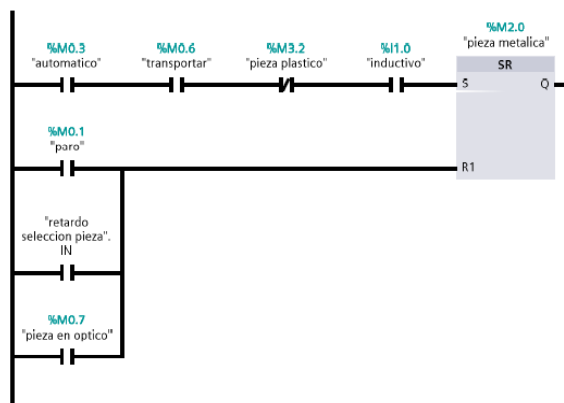 %M2.0
"pieza metalica"
%M0.3
"automatico"
%M0.6
"transportar"
%M3.2
"pieza plastico"
%I1.0
"inductivo"
SR
S
Q
%M0.1
"paro"
R1
"retardo
seleccion pieza".
IN
%M0.7
"pieza en optico"